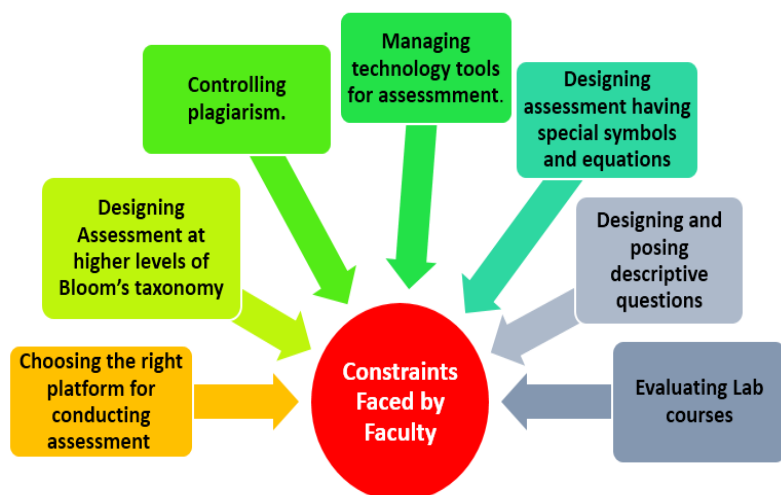 Choosing the right
platform for
conducting
assessment
Designing
Assessment at
higher levels of
Bloom's taxonomy
Controlling
plagiarism.
Managing
technology tools
for assessmment.
Designing
assessment having
special symbols
and equations
Designing and
posing
descriptive
questions
Evaluating Lab
courses
Constraints
Faced by
Faculty